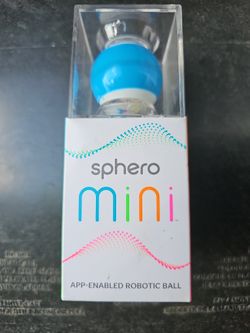 sphero
mini
APP-ENABLED ROBOTIC BALL